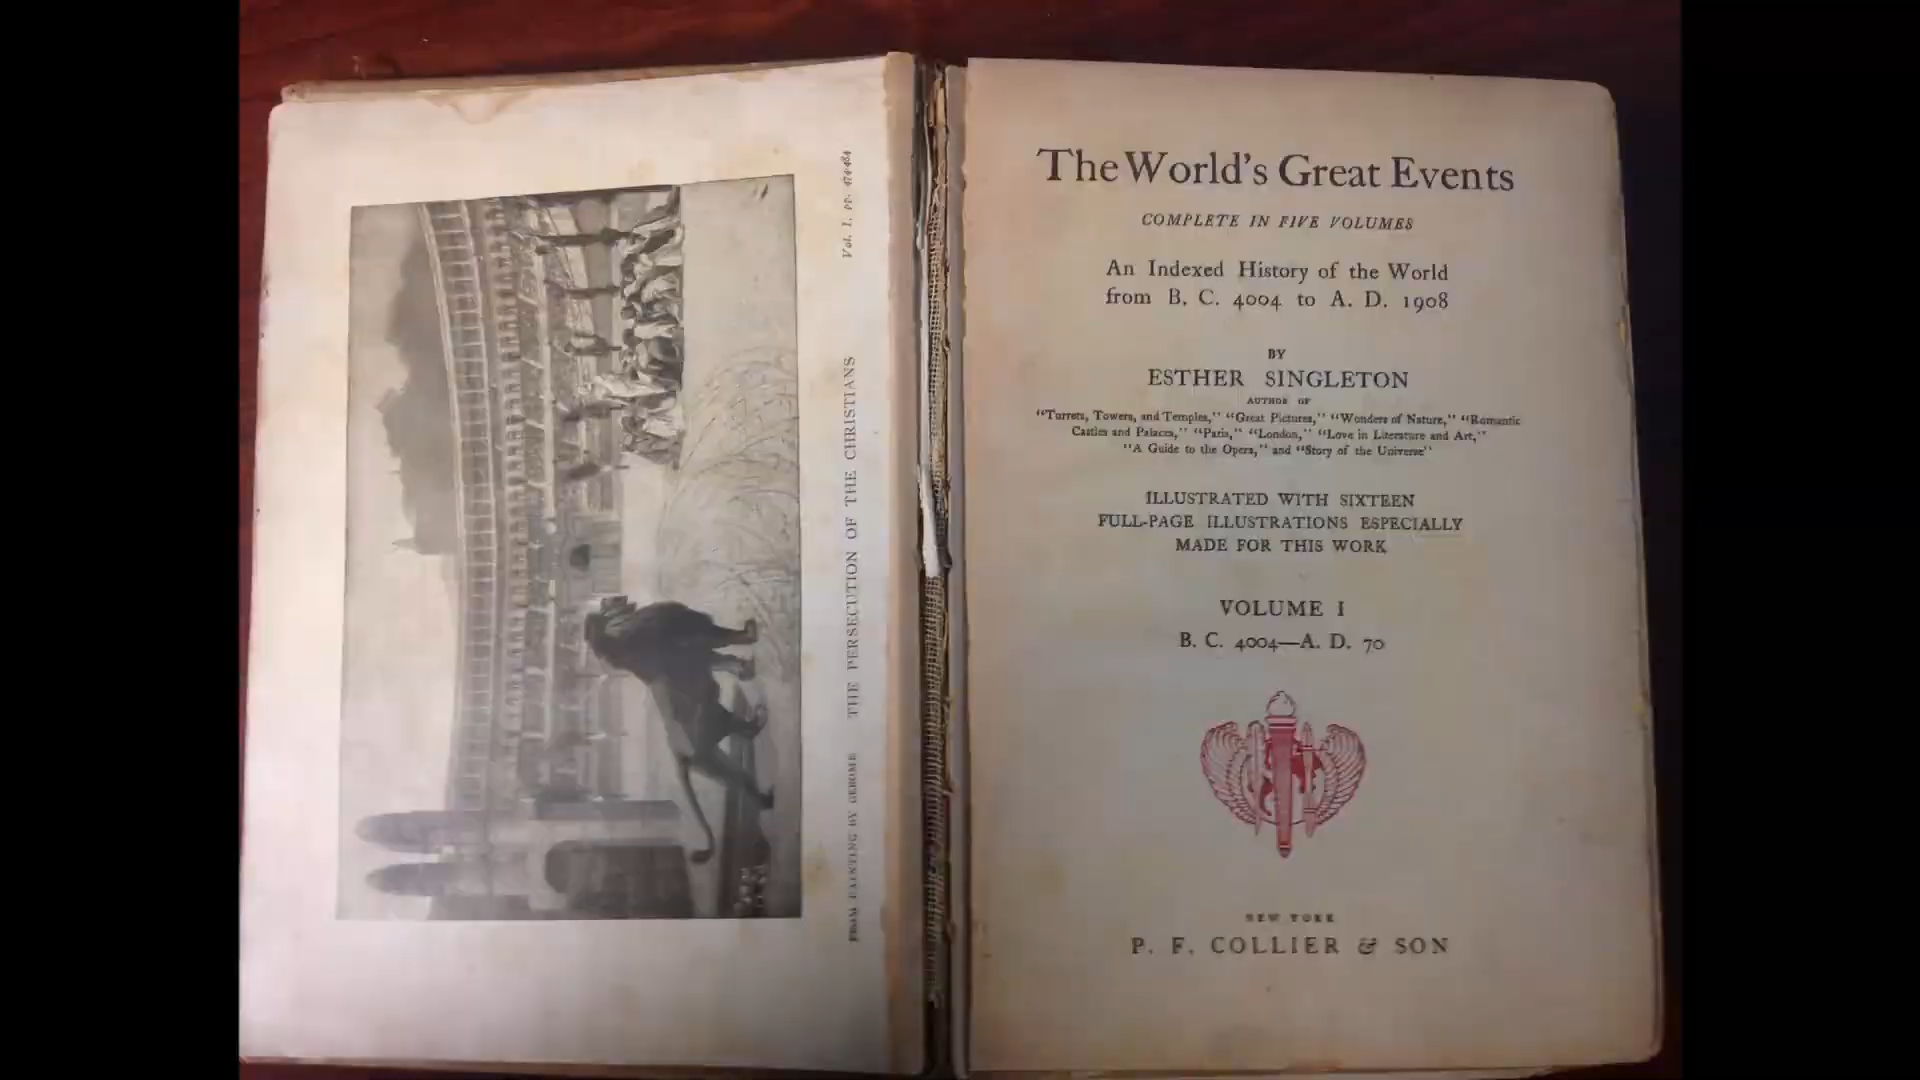 Vol. I, pp. 474-484
FROM PAINTING BY GEROME THE PERSECUTION OF THE CHRISTIANS
The World's Great Events
COMPLETE IN FIVE VOLUMES
An Indexed History of the World
from B. C. 4004 to A. D. 1908
BY
ESTHER SINGLETON
AUTHOR OF
"Turrets, Towers, and Temples," "Great Pictures," "Wonders of Nature," "Romantic
Castles and Palaces," "Paris," "London," "Love in Literature and Art,"
"A Guide to the Opera," and "Story of the Universe"
ILLUSTRATED WITH SIXTEEN
FULL-PAGE ILLUSTRATIONS ESPECIALLY
MADE FOR THIS WORK
VOLUME I
B. C. 4004—A. D. 70
NEW YORK
P. F. COLLIER & SON